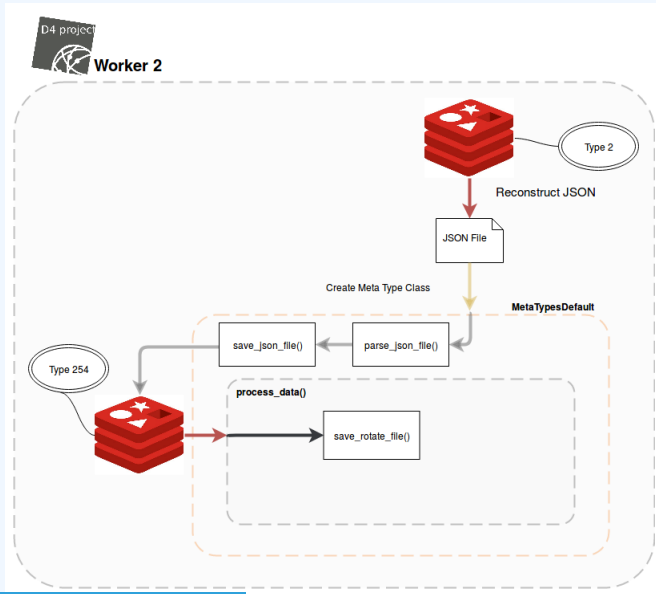 D4 project
Worker 2
Type 2
Reconstruct JSON
JSON File
Create Meta Type Class
MetaTypesDefault
save_json_file()
parse_json_file()
Type 254
process_data()
save_rotate_file()